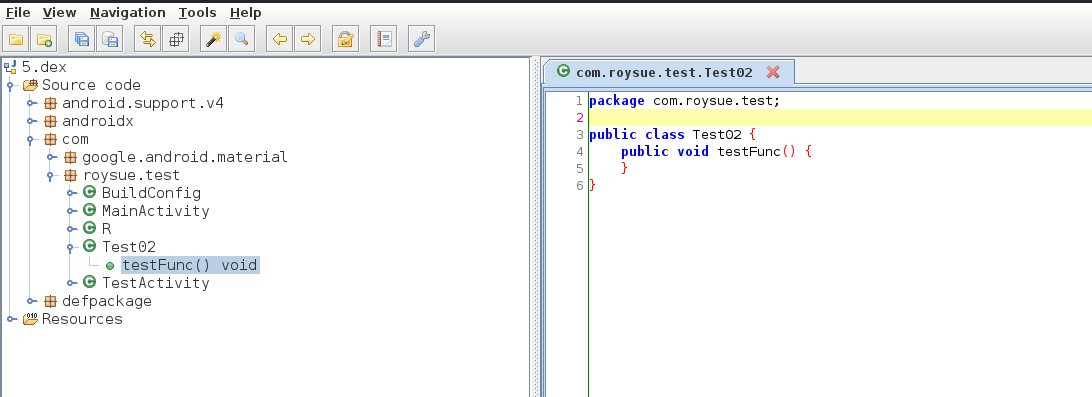 File View Navigation Tools Help
5.dex
Source code
android.support.v4
androidx
com
google.android.material
roysue.test
BuildConfig
MainActivity
R
Test02
testFunc() void
TestActivity
defpackage
Resources
com.roysue.test.Test02
1 package com.roysue.test;
2
3 public class Test02 {
4 public void testFunc() {
5 }
6 }